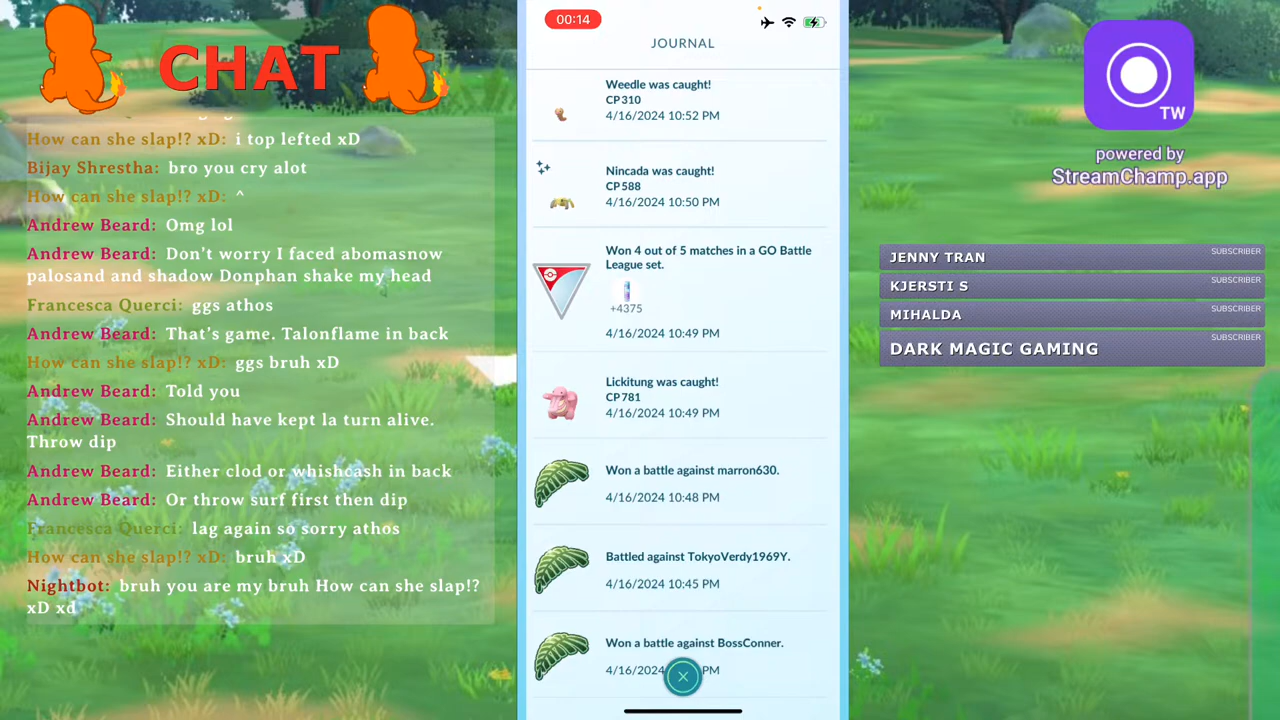 CHAT
How can she slap!? xD: i top lefted xD
Bijay Shrestha: bro you cry alot
How can she slap!? xD: ^
Andrew Beard: Omg lol
Andrew Beard: Don't worry I faced abomasnow
palosand and shadow Donphan shake my head
Francesca Querci: ggs athos
Andrew Beard: That's game. Talonflame in back
How can she slap!? xD: ggs bruh xD
Andrew Beard: Told you
Andrew Beard: Should have kept la turn alive.
Throw dip
Andrew Beard: Either clod or whishcash in back
Andrew Beard: Or throw surf first then dip
Francesca Querci: lag again so sorry athos
How can she slap!? xD: bruh xD
Nightbot: bruh you are my bruh How can she slap!?
xD xd
00:14
JOURNAL
Weedle was caught!
CP310
4/16/2024 10:52 PM
Nincada was caught!
CP588
4/16/2024 10:50 PM
Won 4 out of 5 matches in a GO Battle
League set.
+4375
4/16/2024 10:49 PM
Lickitung was caught!
CP781
4/16/2024 10:49 PM
Won a battle against marron630.
4/16/2024 10:48 PM
Battled against TokyoVerdy1969Y.
4/16/2024 10:45 PM
Won a battle against BossConner.
4/16/2024 PM
TW
powered by
StreamChamp.app
JENNY TRAN SUBSCRIBER
KJERSTI S SUBSCRIBER
MIHALDA SUBSCRIBER
DARK MAGIC GAMING SUBSCRIBER